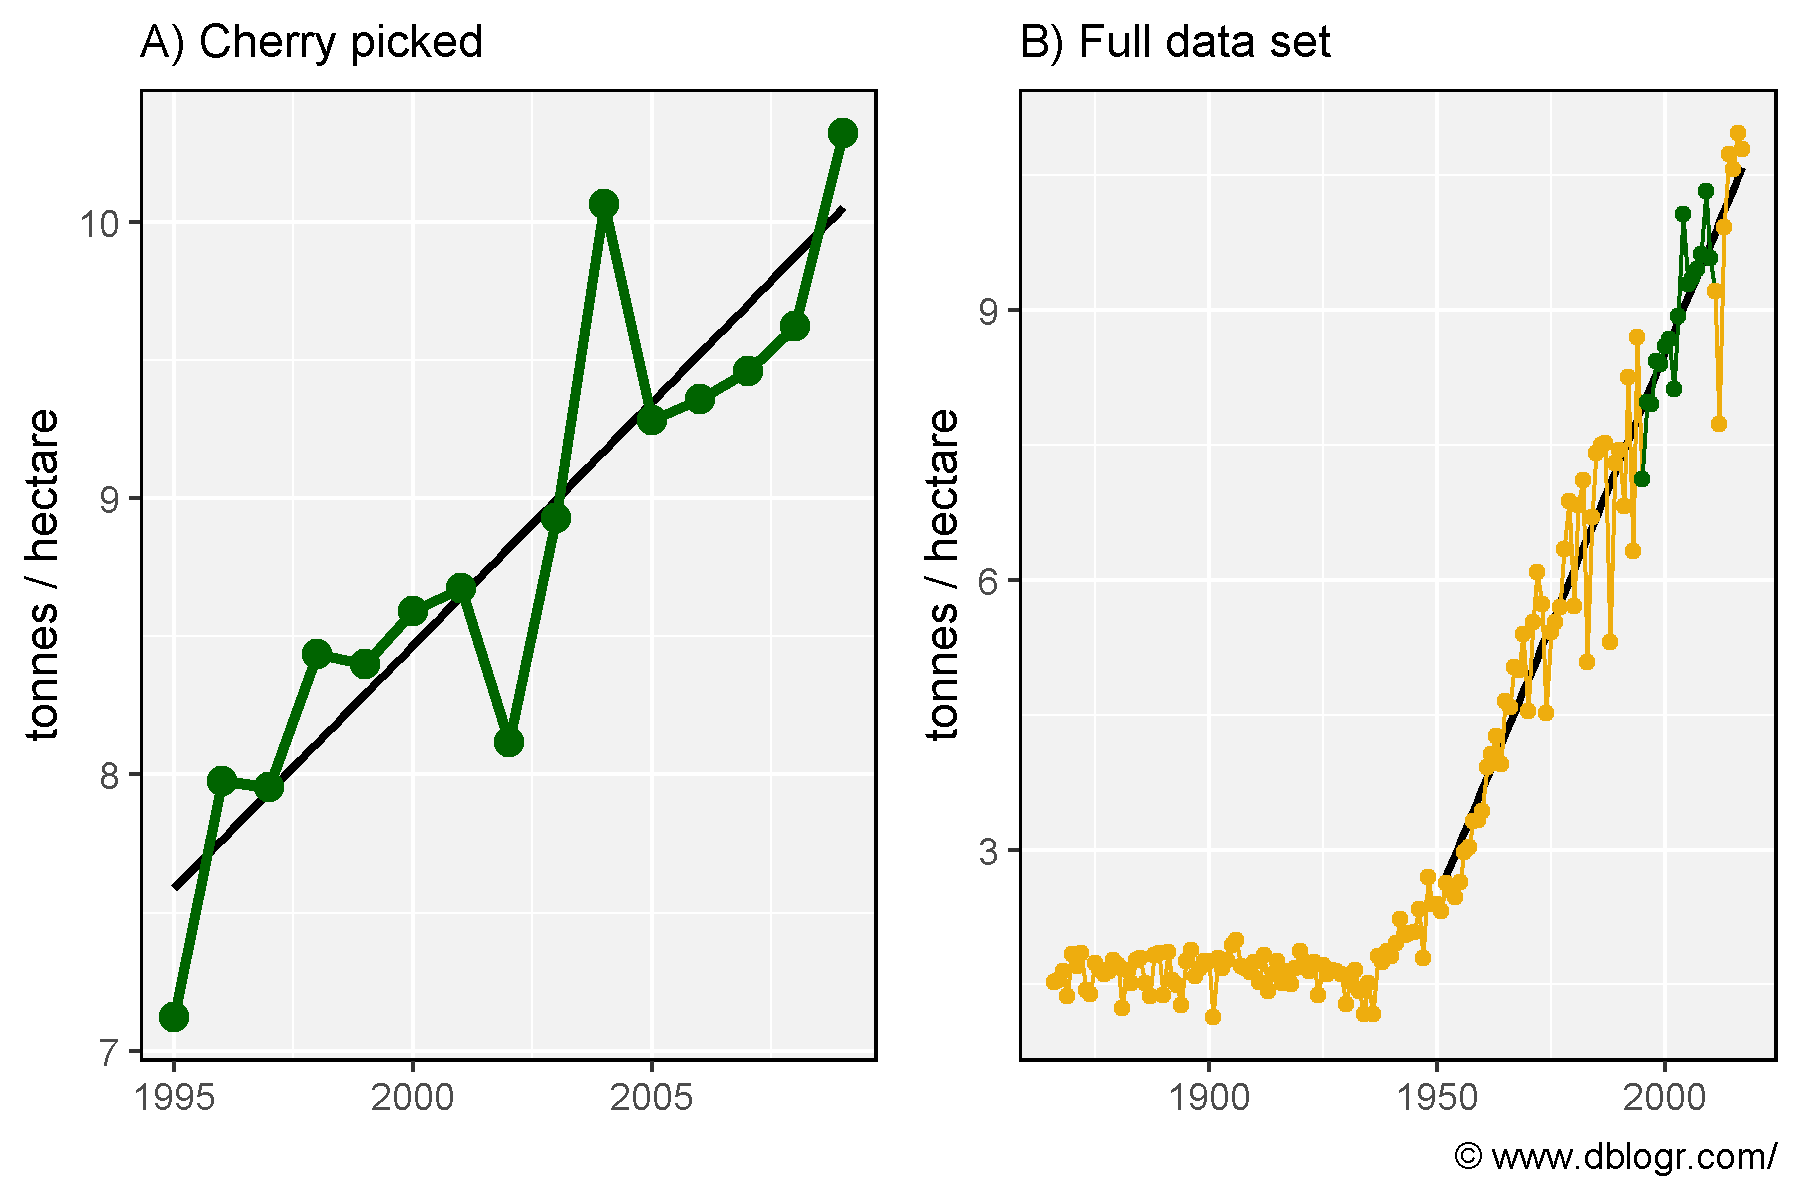 A) Cherry picked
tonnes / hectare
10
9
8
7
1995 2000 2005
B) Full data set
tonnes / hectare
9
6
3
1900 1950 2000
© www.dblogr.com/